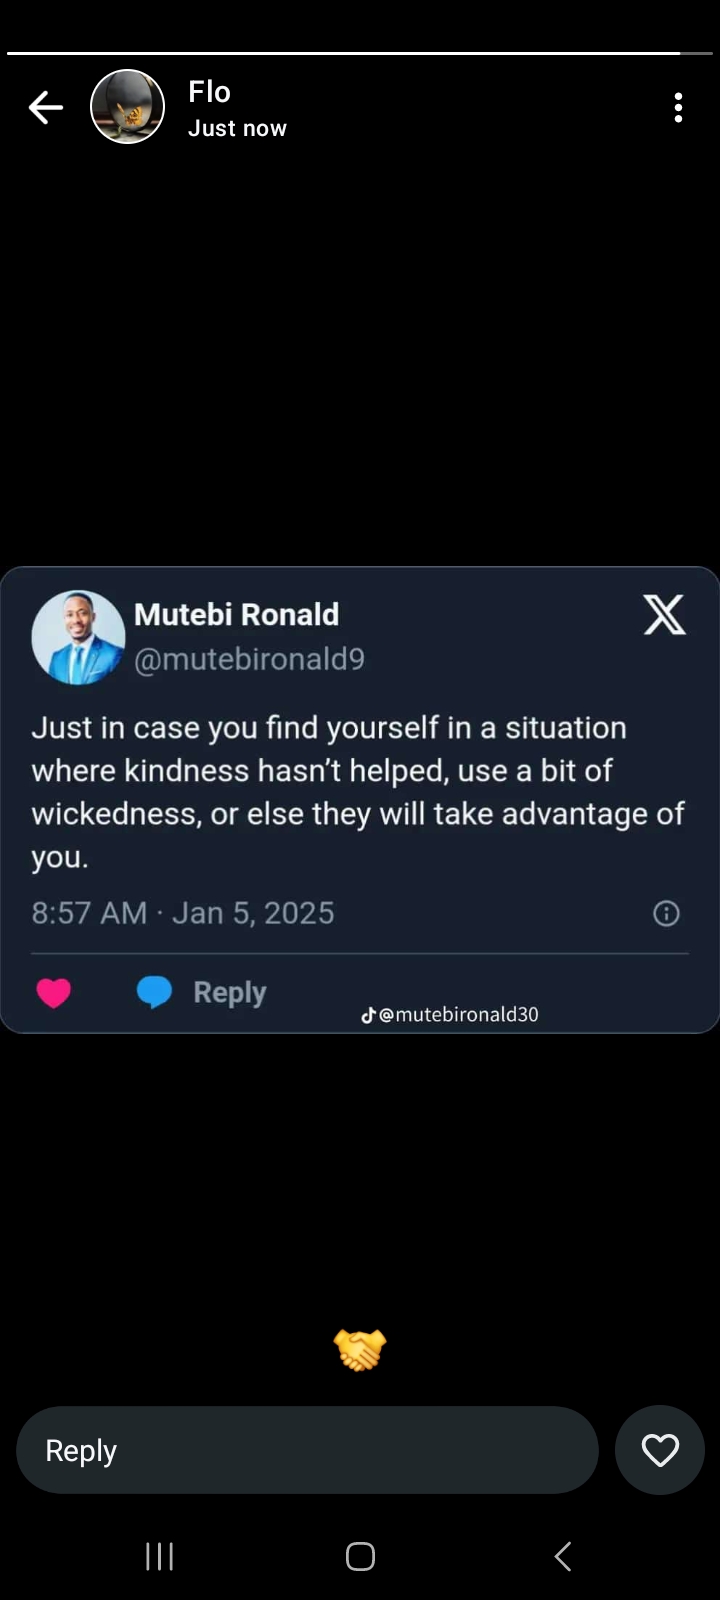 Flo
Just now
Mutebi Ronald
@mutebironald9
Just in case you find yourself in a situation
where kindness hasn’t helped, use a bit of
wickedness, or else they will take advantage of
you.
8:57 AM · Jan 5, 2025
Reply
@mutebironald30
Reply